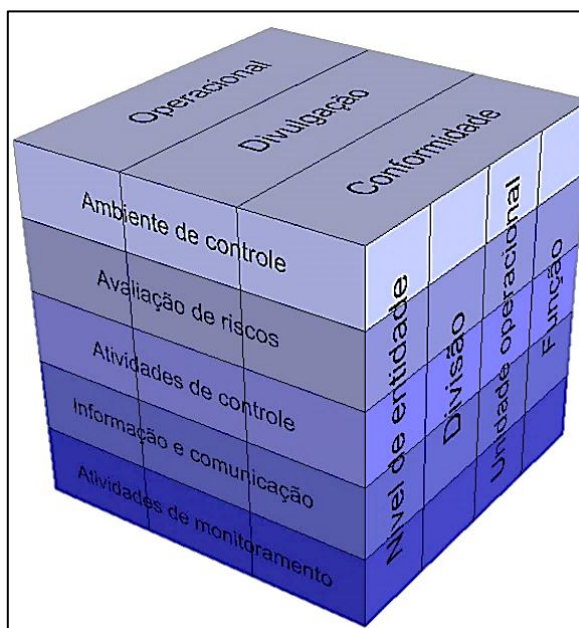 Operacional
Divulgação
Conformidade
Ambiente de controle
Avaliação de riscos
Atividades de controle
Informação e comunicação
Atividades de monitoramento
Nível de entidade
Divisão
Unidade operacional
Função